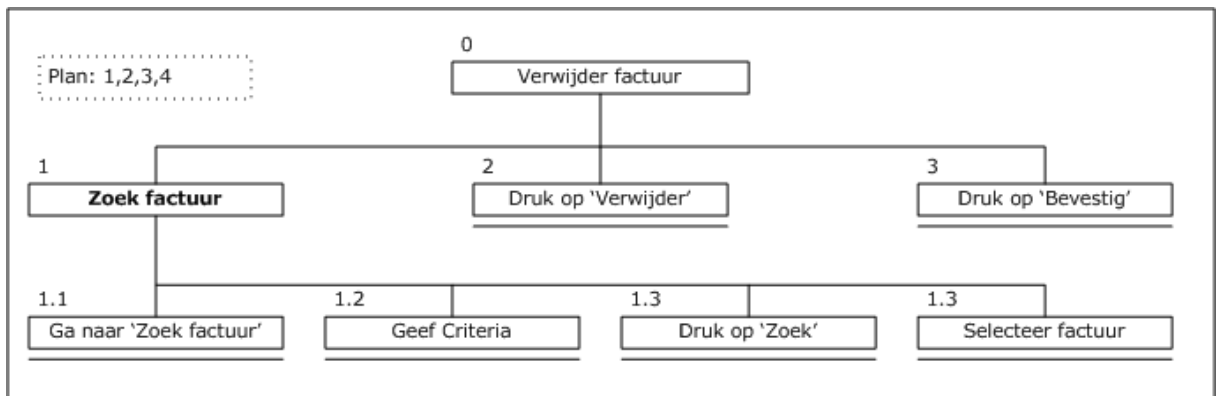 0
Plan: 1,2,3,4
Verwijder factuur
1
2
3
Zoek factuur
Druk op ‘Verwijder’
Druk op ‘Bevestig’
1.1
1.2
1.3
1.3
Ga naar ‘Zoek factuur’
Geef Criteria
Druk op ‘Zoek’
Selecteer factuur